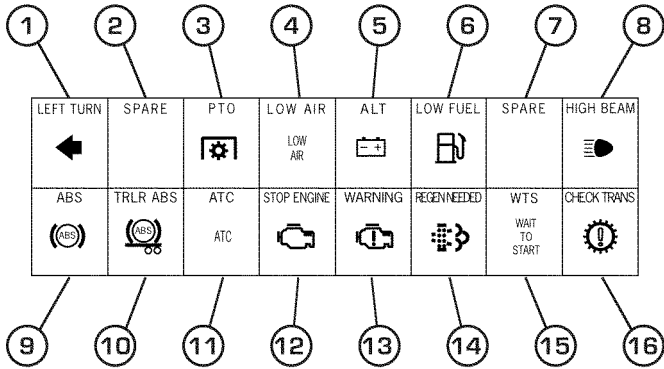 1 2 3 4 5 6 7 8
LEFT TURN SPARE PTO LOW AIR ALT LOW FUEL SPARE HIGH BEAM
LOW
AIR
- +
ABS TRLR ABS ATC STOP ENGINE WARNING REGEN NEEDED WTS CHECK TRANS
ABS ABS ATC ! WAIT !
TO
START
9 10 11 12 13 14 15 16